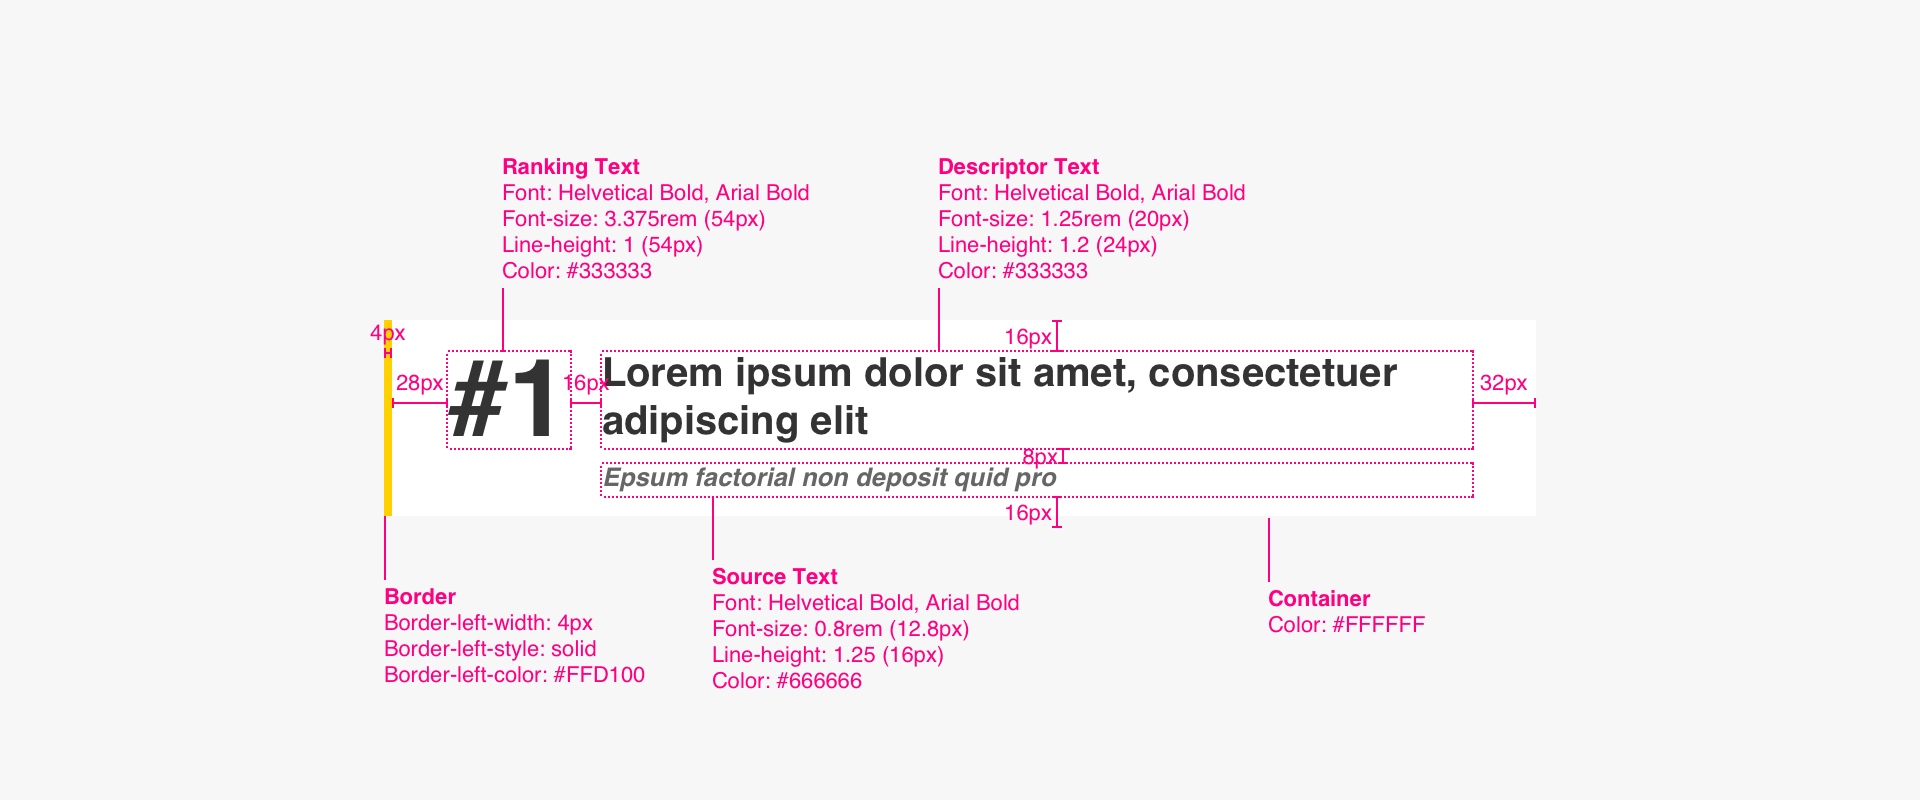 Ranking Text
Font: Helvetical Bold, Arial Bold
Font-size: 3.375rem (54px)
Line-height: 1 (54px)
Color: #333333
Descriptor Text
Font: Helvetical Bold, Arial Bold
Font-size: 1.25rem (20px)
Line-height: 1.2 (24px)
Color: #333333
4px
16px
28px
#1
16px
Lorem ipsum dolor sit amet, consectetuer
adipiscing elit
32px
8px
Epsum factorial non deposit quid pro
16px
Border
Border-left-width: 4px
Border-left-style: solid
Border-left-color: #FFD100
Source Text
Font: Helvetical Bold, Arial Bold
Font-size: 0.8rem (12.8px)
Line-height: 1.25 (16px)
Color: #666666
Container
Color: #FFFFFF